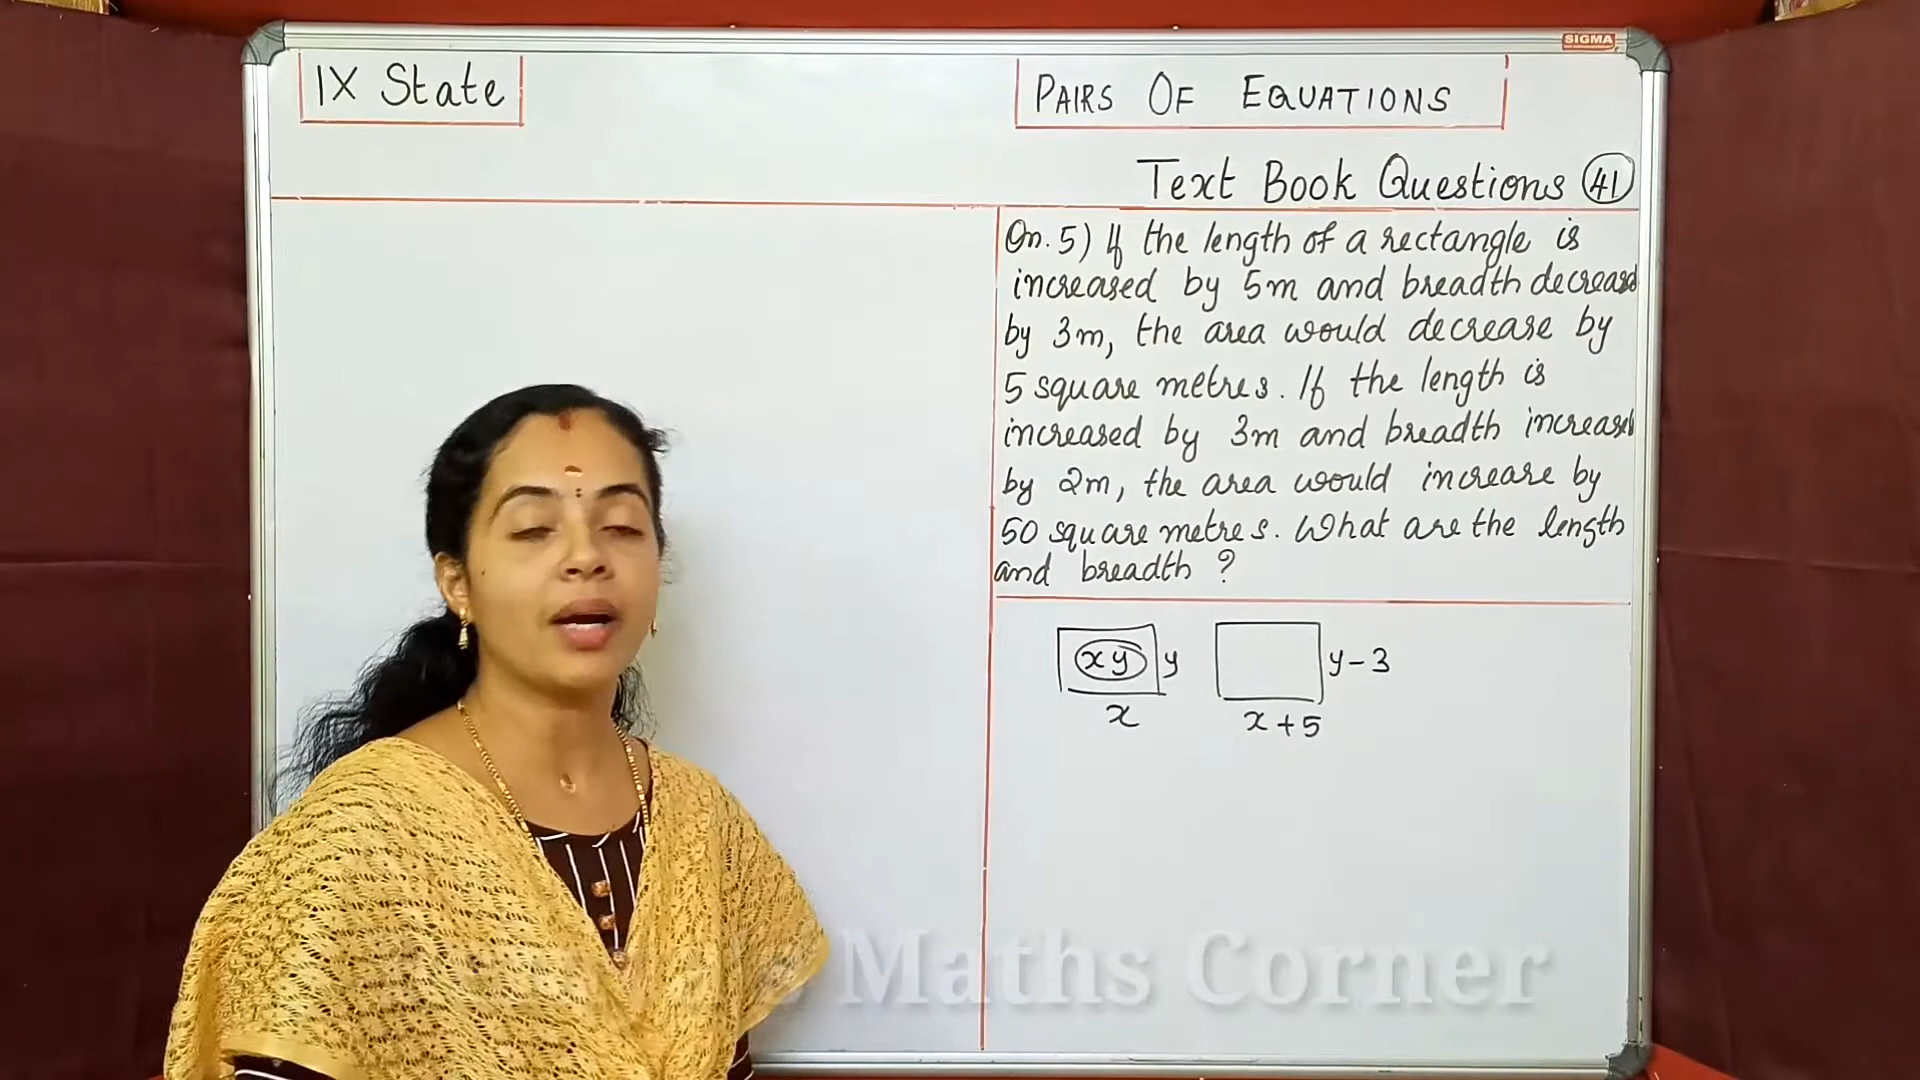 SIGMA
IX State
PAIRS OF EQUATIONS
Text Book Questions 41
Qn. 5) If the length of a rectangle is
increased by 5m and breadth decreased
by 3m, the area would decrease by
5 square metres. If the length is
increased by 3m and breadth increased
by 2m, the area would increase by
50 square metres. What are the length
and breadth ?
xy y
x
y-3
x+5
Maths Corner